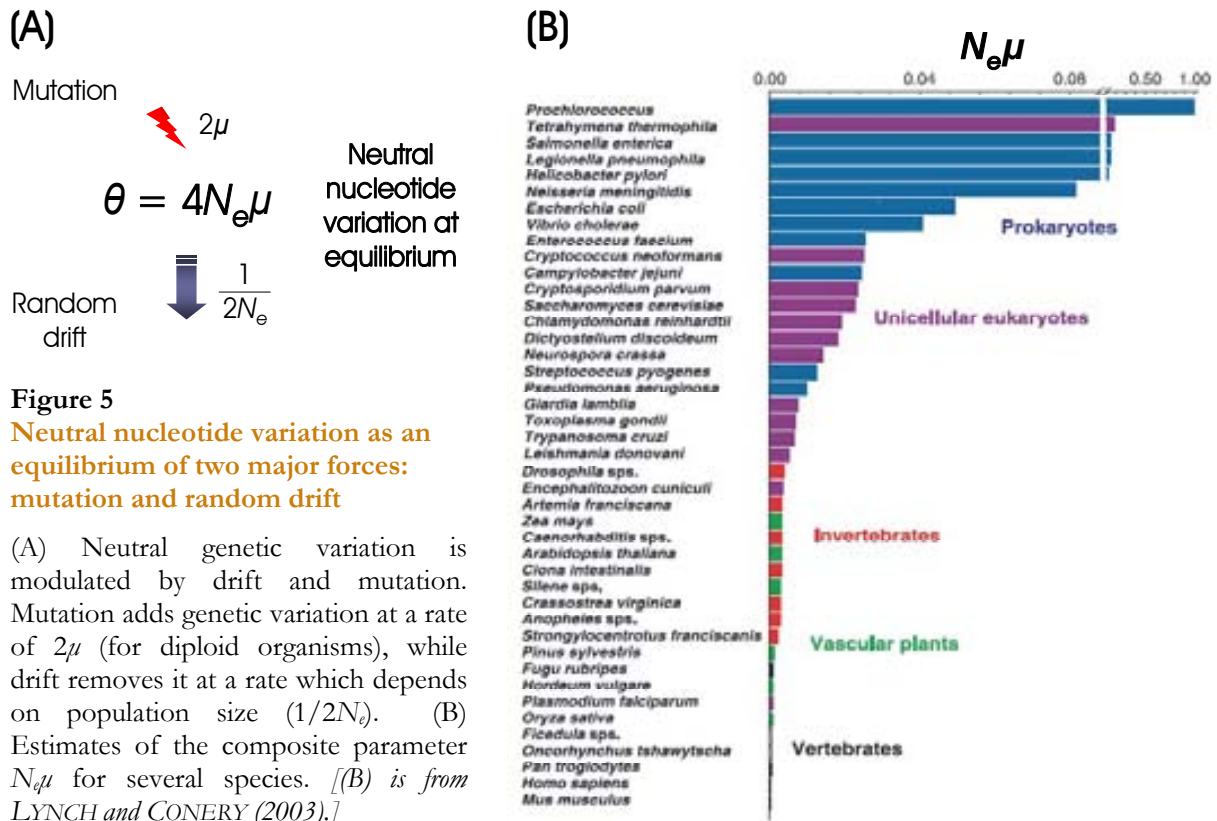 (A)
Mutation
2μ
θ = 4Nₑμ
Neutral
nucleotide
variation at
equilibrium
1
2Nₑ
Random
drift
Figure 5
Neutral nucleotide variation as an
equilibrium of two major forces:
mutation and random drift
(A) Neutral genetic variation is
modulated by drift and mutation.
Mutation adds genetic variation at a rate
of 2μ (for diploid organisms), while
drift removes it at a rate which depends
on population size (1/2Nₑ). (B)
Estimates of the composite parameter
Nₑμ for several species. [(B) is from
LYNCH and CONERY (2003).]
(B)
Nₑμ
0.00 0.04 0.08 0.50 1.00
Prochlorococcus
Tetrahymena thermophila
Salmonella enterica
Legionella pneumophila
Helicobacter pylori
Neisseria meningitidis
Escherichia coli
Vibrio cholerae
Prokaryotes
Enterococcus faecium
Cryptococcus neoformans
Campylobacter jejuni
Cryptosporidium parvum
Saccharomyces cerevisiae
Chlamydomonas reinhardtii
Unicellular eukaryotes
Dictyostelium discoideum
Neurospora crassa
Streptococcus pyogenes
Pseudomonas aeruginosa
Giardia lamblia
Toxoplasma gondii
Trypanosoma cruzi
Leishmania donovani
Drosophila sps.
Encephalitozoon cuniculi
Artemia franciscana
Zea mays
Caenorhabditis sps.
Invertebrates
Arabidopsis thaliana
Ciona intestinalis
Silene sps.
Crassostrea virginica
Anopheles sps.
Strongylocentrotus franciscanis
Vascular plants
Pinus sylvestris
Fugu rubripes
Hordeum vulgare
Plasmodium falciparum
Oryza sativa
Ficedula sps.
Oncorhynchus tshawytscha
Vertebrates
Pan troglodytes
Homo sapiens
Mus musculus